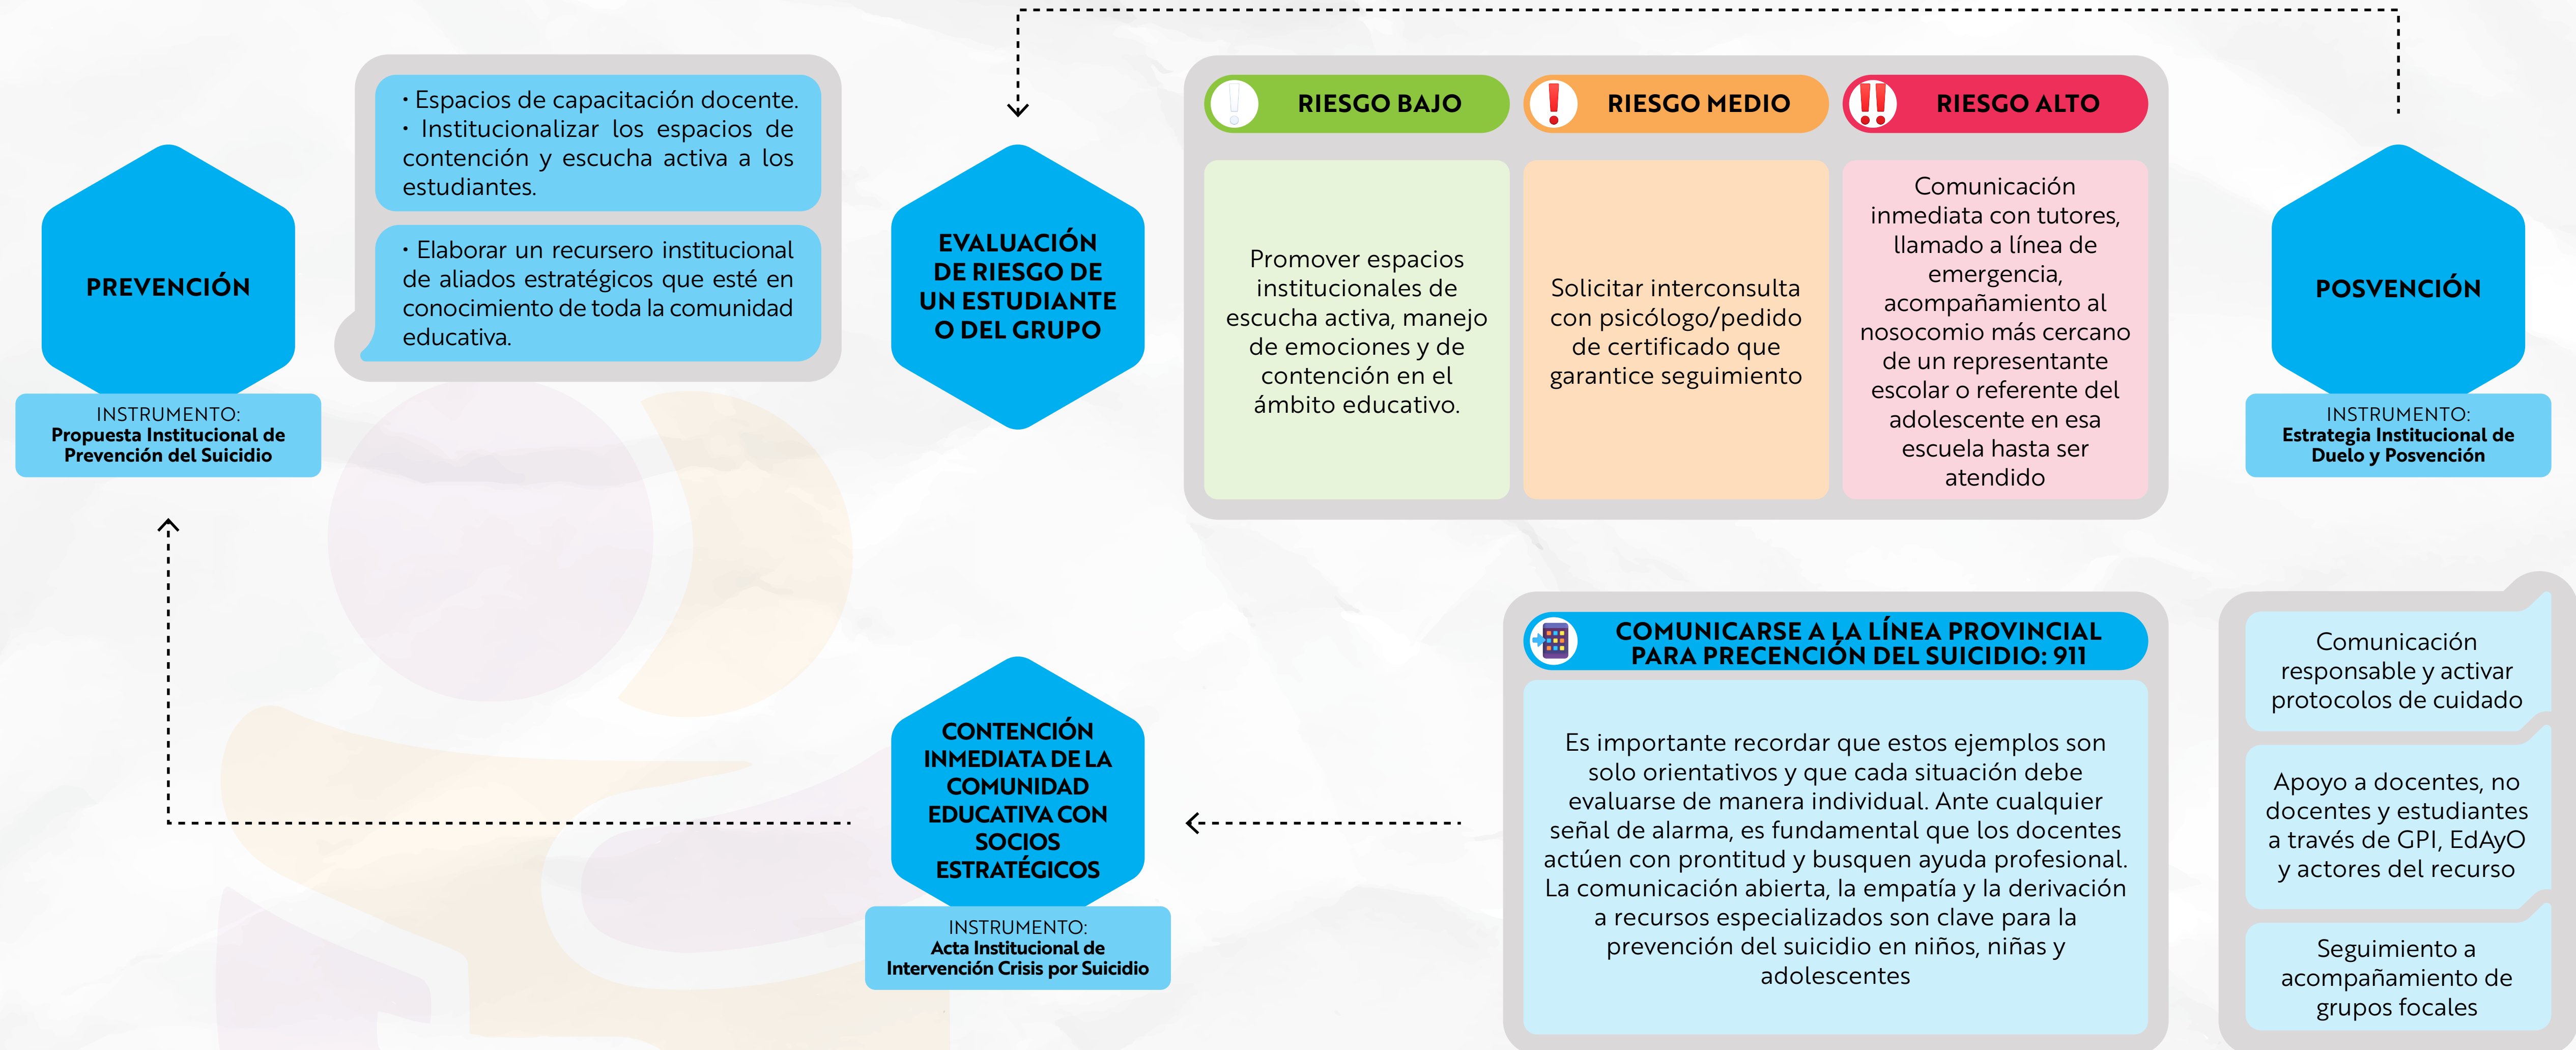 PREVENCIÓN
INSTRUMENTO:
Propuesta Institucional de
Prevención del Suicidio
• Espacios de capacitación docente.
• Institucionalizar los espacios de
contención y escucha activa a los
estudiantes.
• Elaborar un recursero institucional
de aliados estratégicos que esté en
conocimiento de toda la comunidad
educativa.
EVALUACIÓN
DE RIESGO DE
UN ESTUDIANTE
O DEL GRUPO
RIESGO BAJO
Promover espacios
institucionales de
escucha activa, manejo
de emociones y de
contención en el
ámbito educativo.
RIESGO MEDIO
Solicitar interconsulta
con psicólogo/pedido
de certificado que
garantice seguimiento
RIESGO ALTO
Comunicación
inmediata con tutores,
llamado a línea de
emergencia,
acompañamiento al
nosocomio más cercano
de un representante
escolar o referente del
adolescente en esa
escuela hasta ser
atendido
POSVENCIÓN
INSTRUMENTO:
Estrategia Institucional de
Duelo y Posvención
CONTENCIÓN
INMEDIATA DE LA
COMUNIDAD
EDUCATIVA CON
SOCIOS
ESTRATÉGICOS
INSTRUMENTO:
Acta Institucional de
Intervención Crisis por Suicidio
COMUNICARSE A LA LÍNEA PROVINCIAL
PARA PRECENCIÓN DEL SUICIDIO: 911
Es importante recordar que estos ejemplos son
solo orientativos y que cada situación debe
evaluarse de manera individual. Ante cualquier
señal de alarma, es fundamental que los docentes
actúen con prontitud y busquen ayuda profesional.
La comunicación abierta, la empatía y la derivación
a recursos especializados son clave para la
prevención del suicidio en niños, niñas y
adolescentes
Comunicación
responsable y activar
protocolos de cuidado
Apoyo a docentes, no
docentes y estudiantes
a través de GPI, EdAyO
y actores del recurso
Seguimiento a
acompañamiento de
grupos focales